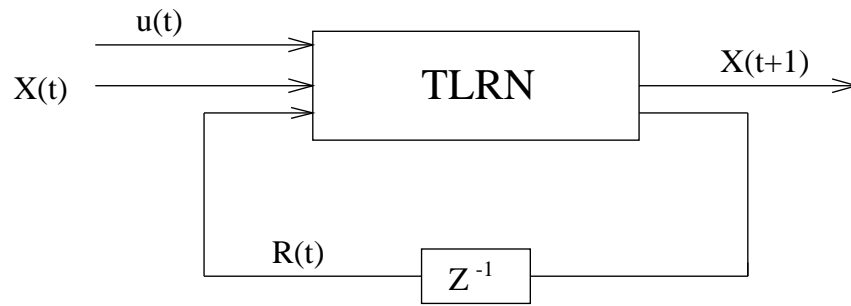 u(t)
X(t)
TLRN
X(t+1)
R(t)
Z⁻¹